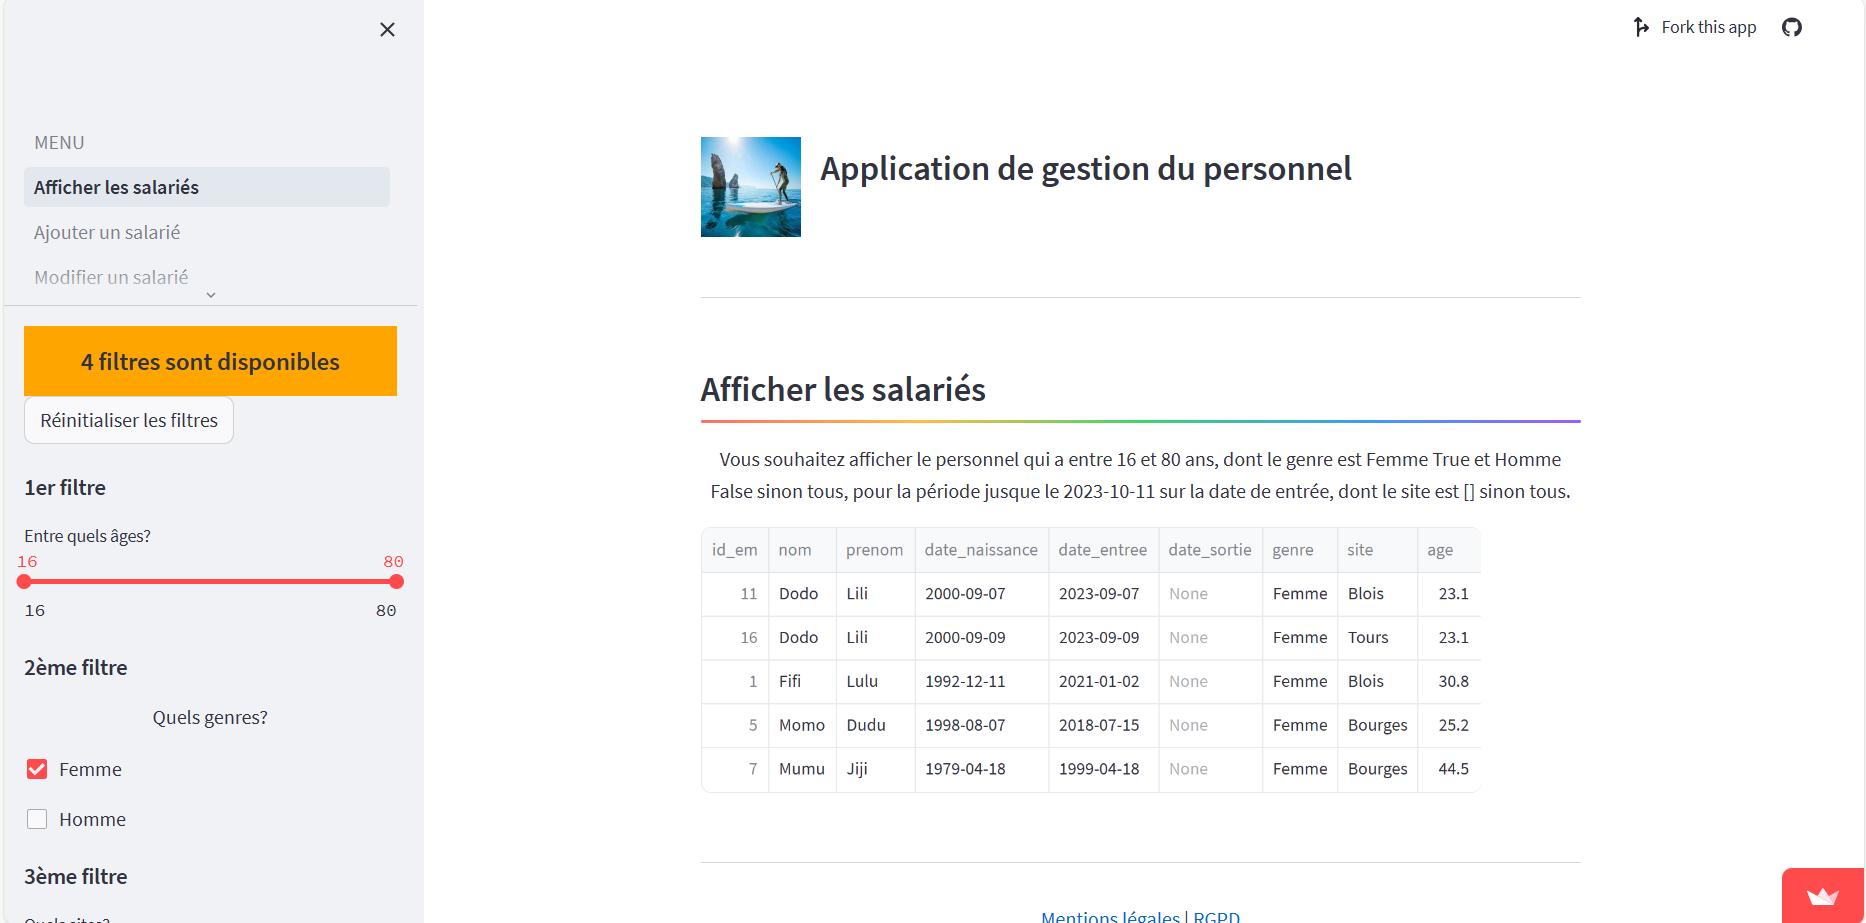 Fork this app
MENU
Afficher les salariés
Ajouter un salarié
Modifier un salarié
4 filtres sont disponibles
Réinitialiser les filtres
1er filtre
Entre quels âges?
16 80
16 80
2ème filtre
Quels genres?
Femme
Homme
3ème filtre
Quels sites?
Application de gestion du personnel
Afficher les salariés
Vous souhaitez afficher le personnel qui a entre 16 et 80 ans, dont le genre est Femme True et Homme
False sinon tous, pour la période jusque le 2023-10-11 sur la date de entrée, dont le site est [] sinon tous.
id_em nom prenom date_naissance date_entree date_sortie genre site age
11 Dodo Lili 2000-09-07 2023-09-07 None Femme Blois 23.1
16 Dodo Lili 2000-09-09 2023-09-09 None Femme Tours 23.1
1 Fifi Lulu 1992-12-11 2021-01-02 None Femme Blois 30.8
5 Momo Dudu 1998-08-07 2018-07-15 None Femme Bourges 25.2
7 Mumu Jiji 1979-04-18 1999-04-18 None Femme Bourges 44.5
Mentions légales | RGPD